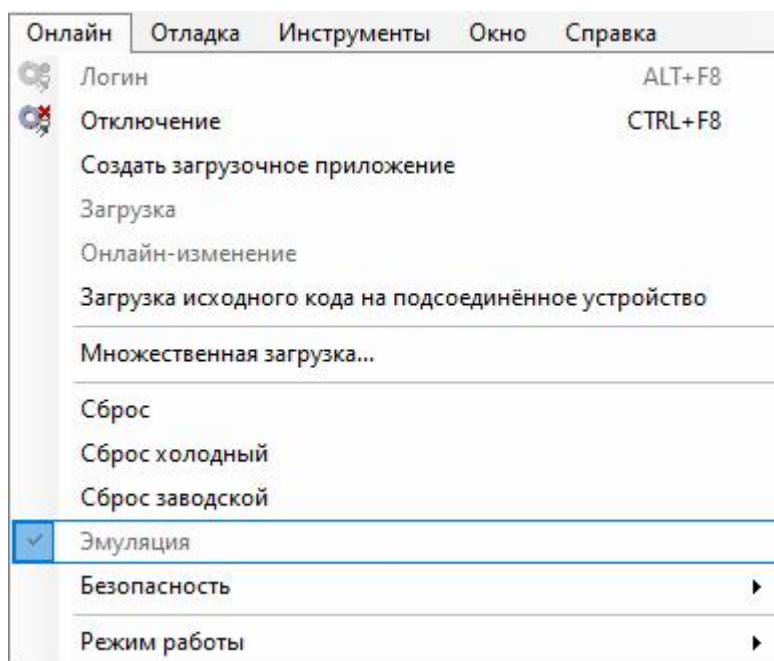 Онлайн Отладка Инструменты Окно Справка
Логин ALT+F8
Отключение CTRL+F8
Создать загрузочное приложение
Загрузка
Онлайн-изменение
Загрузка исходного кода на подсоединённое устройство
Множественная загрузка...
Сброс
Сброс холодный
Сброс заводской
Эмуляция
Безопасность
Режим работы